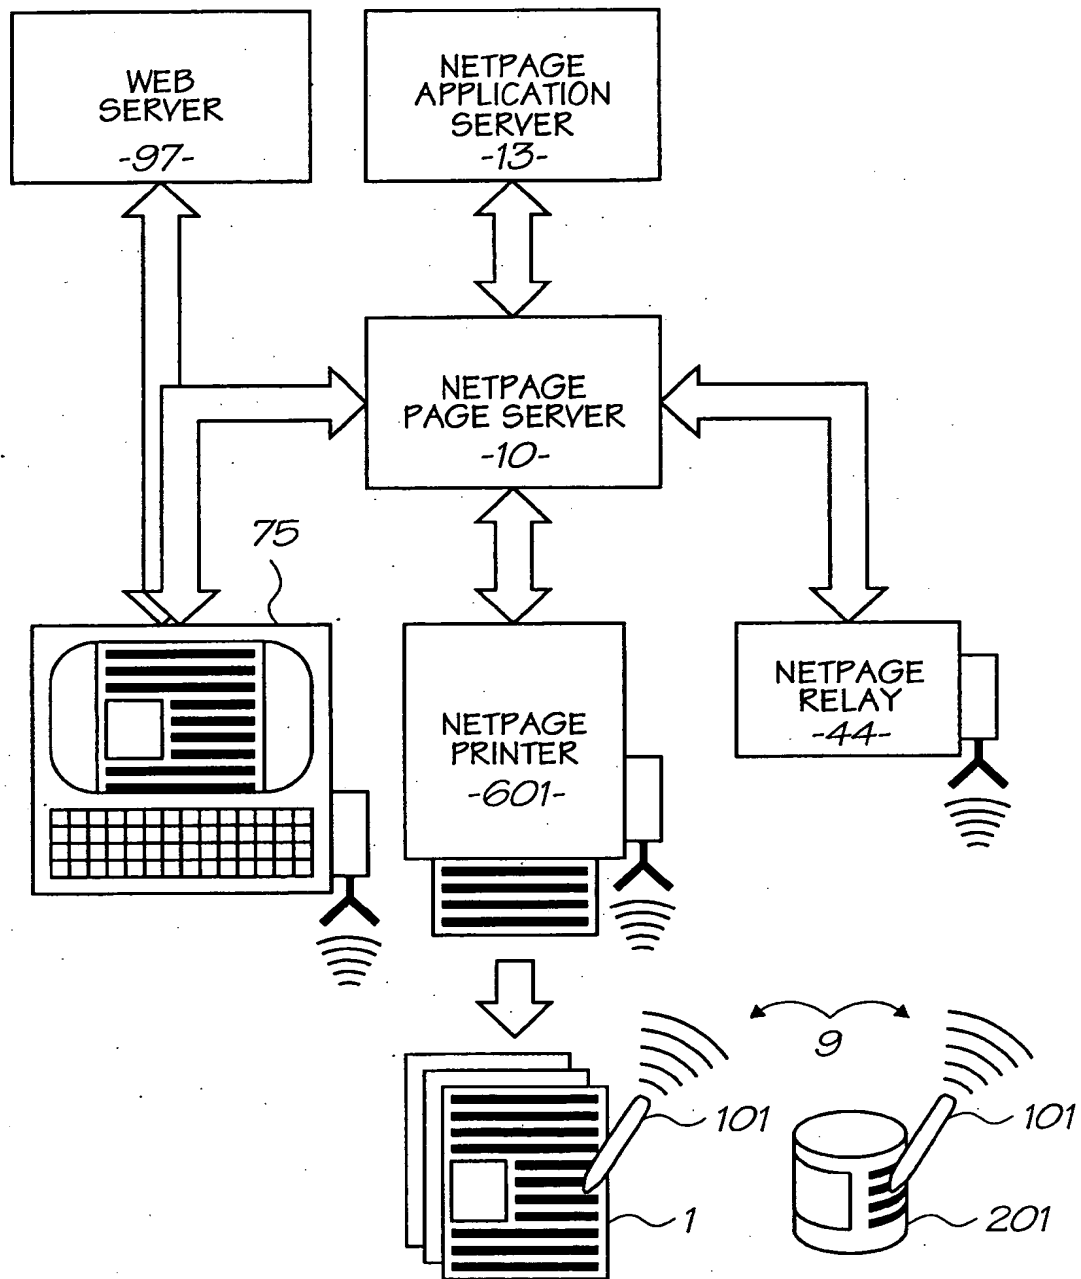 WEB
SERVER
-97-
NETPAGE
APPLICATION
SERVER
-13-
NETPAGE
PAGE SERVER
-10-
75
NETPAGE
PRINTER
-601-
NETPAGE
RELAY
-44-
9
101
101
1
201